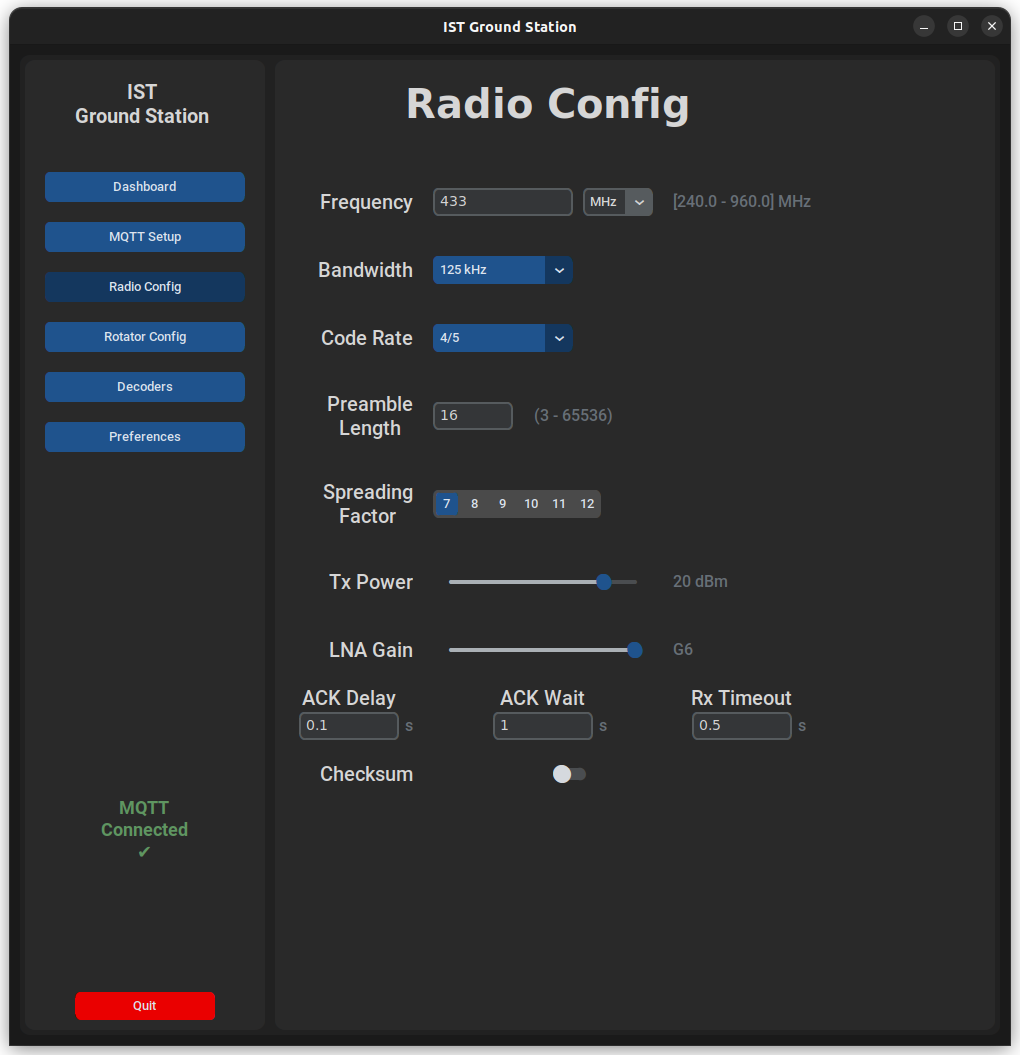 IST Ground Station
IST
Ground Station
Dashboard
MQTT Setup
Radio Config
Rotator Config
Decoders
Preferences
MQTT
Connected
✔
Quit
Radio Config
Frequency 433 MHz [240.0 - 960.0] MHz
Bandwidth 125 kHz
Code Rate 4/5
Preamble
Length 16 (3 - 65536)
Spreading
Factor 7 8 9 10 11 12
Tx Power 20 dBm
LNA Gain G6
ACK Delay ACK Wait Rx Timeout
0.1 s 1 s 0.5 s
Checksum